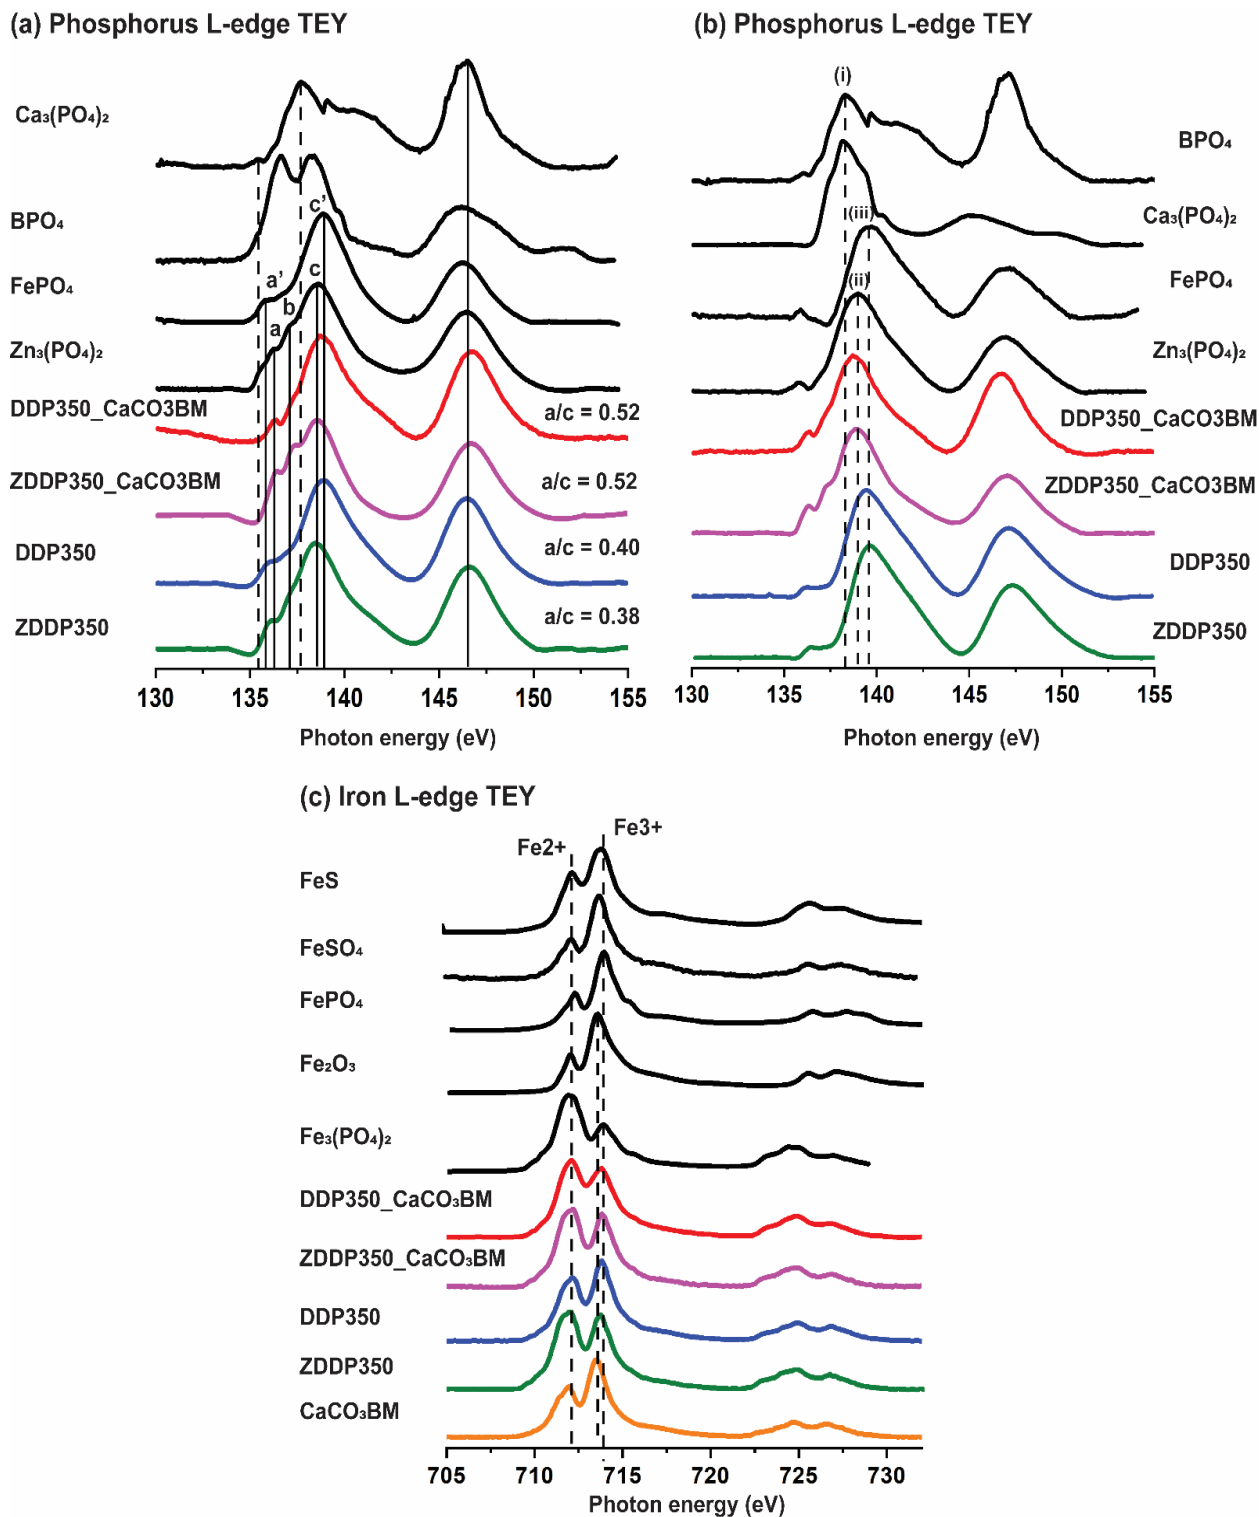 (a) Phosphorus L-edge TEY
Ca₃(PO₄)₂
BPO₄
c'
FePO₄
a'
c
b
a
Zn₃(PO₄)₂
DDP350_CaCO3BM
a/c = 0.52
ZDDP350_CaCO3BM
a/c = 0.52
DDP350
a/c = 0.40
ZDDP350
a/c = 0.38
130 135 140 145 150 155
Photon energy (eV)
(b) Phosphorus L-edge TEY
(i)
BPO₄
Ca₃(PO₄)₂
(iii)
FePO₄
(ii)
Zn₃(PO₄)₂
DDP350_CaCO3BM
ZDDP350_CaCO3BM
DDP350
ZDDP350
130 135 140 145 150 155
Photon energy (eV)
(c) Iron L-edge TEY
Fe2+
Fe3+
FeS
FeSO₄
FePO₄
Fe₂O₃
Fe₃(PO₄)₂
DDP350_CaCO₃BM
ZDDP350_CaCO₃BM
DDP350
ZDDP350
CaCO₃BM
705 710 715 720 725 730
Photon energy (eV)